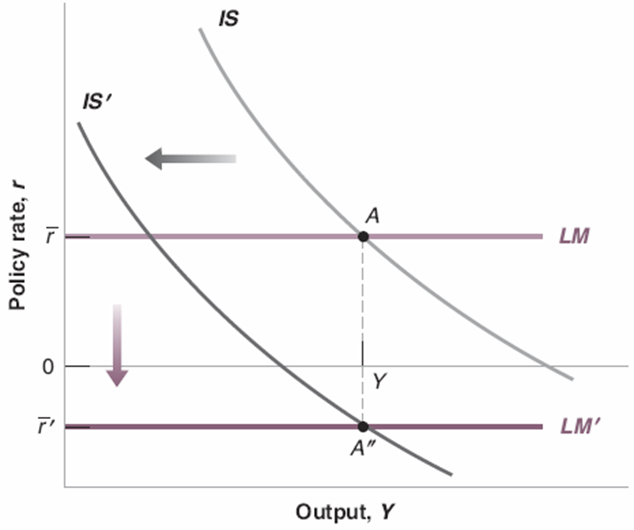 IS
IS′
A
r̅
LM
Policy rate, r
0
Y
r̅′
LM′
A″
Output, Y